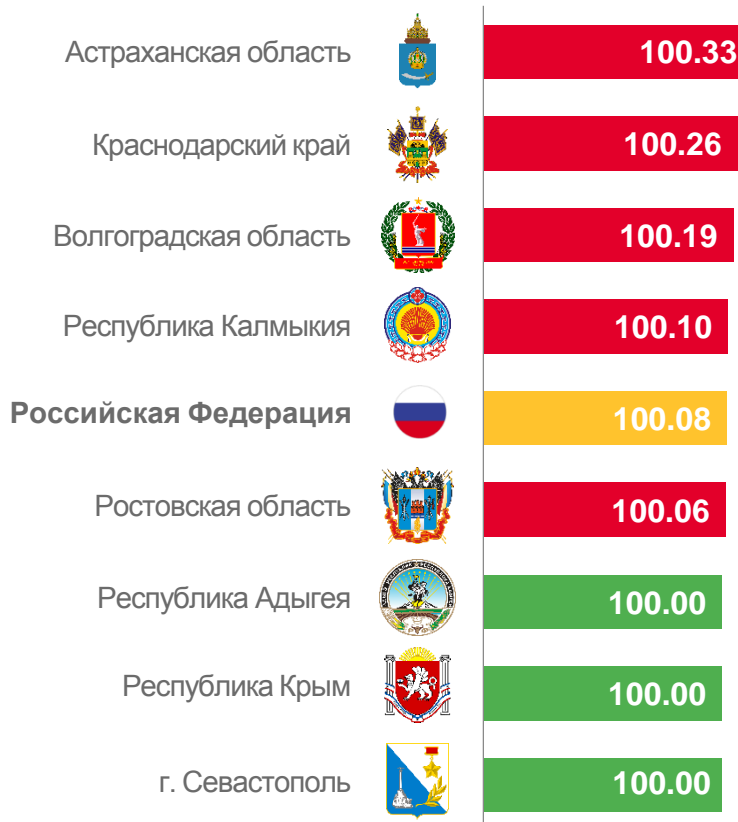 Астраханская область 100.33
Краснодарский край 100.26
Волгоградская область 100.19
Республика Калмыкия 100.10
Российская Федерация 100.08
Ростовская область 100.06
Республика Адыгея 100.00
Республика Крым 100.00
г. Севастополь 100.00